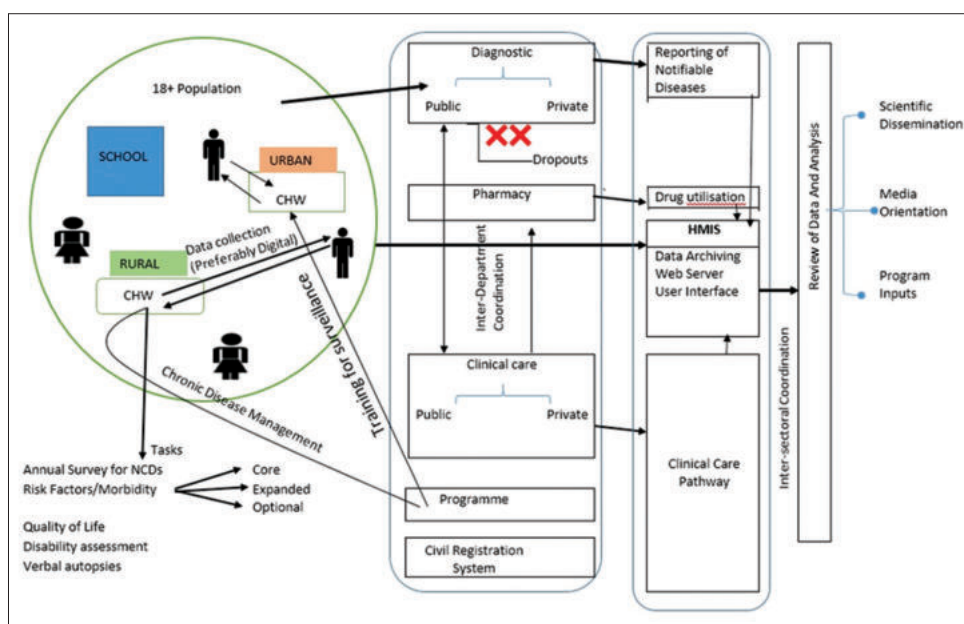 18+ Population
SCHOOL
URBAN
CHW
Data collection
(Preferably Digital)
RURAL
CHW
Chronic Disease Management
Training for surveillance
Tasks
Annual Survey for NCDs
Risk Factors/Morbidity
Core
Expanded
Optional
Quality of Life
Disability assessment
Verbal autopsies
Diagnostic
Public
Private
Dropouts
Pharmacy
Inter-Department
Coordination
Clinical care
Public
Private
Programme
Civil Registration
System
Reporting of
Notifiable
Diseases
Drug utilisation
HMIS
Data Archiving
Web Server
User Interface
Clinical Care
Pathway
Inter-sectoral Coordination
Review of Data And Analysis
Scientific
Dissemination
Media
Orientation
Program
Inputs